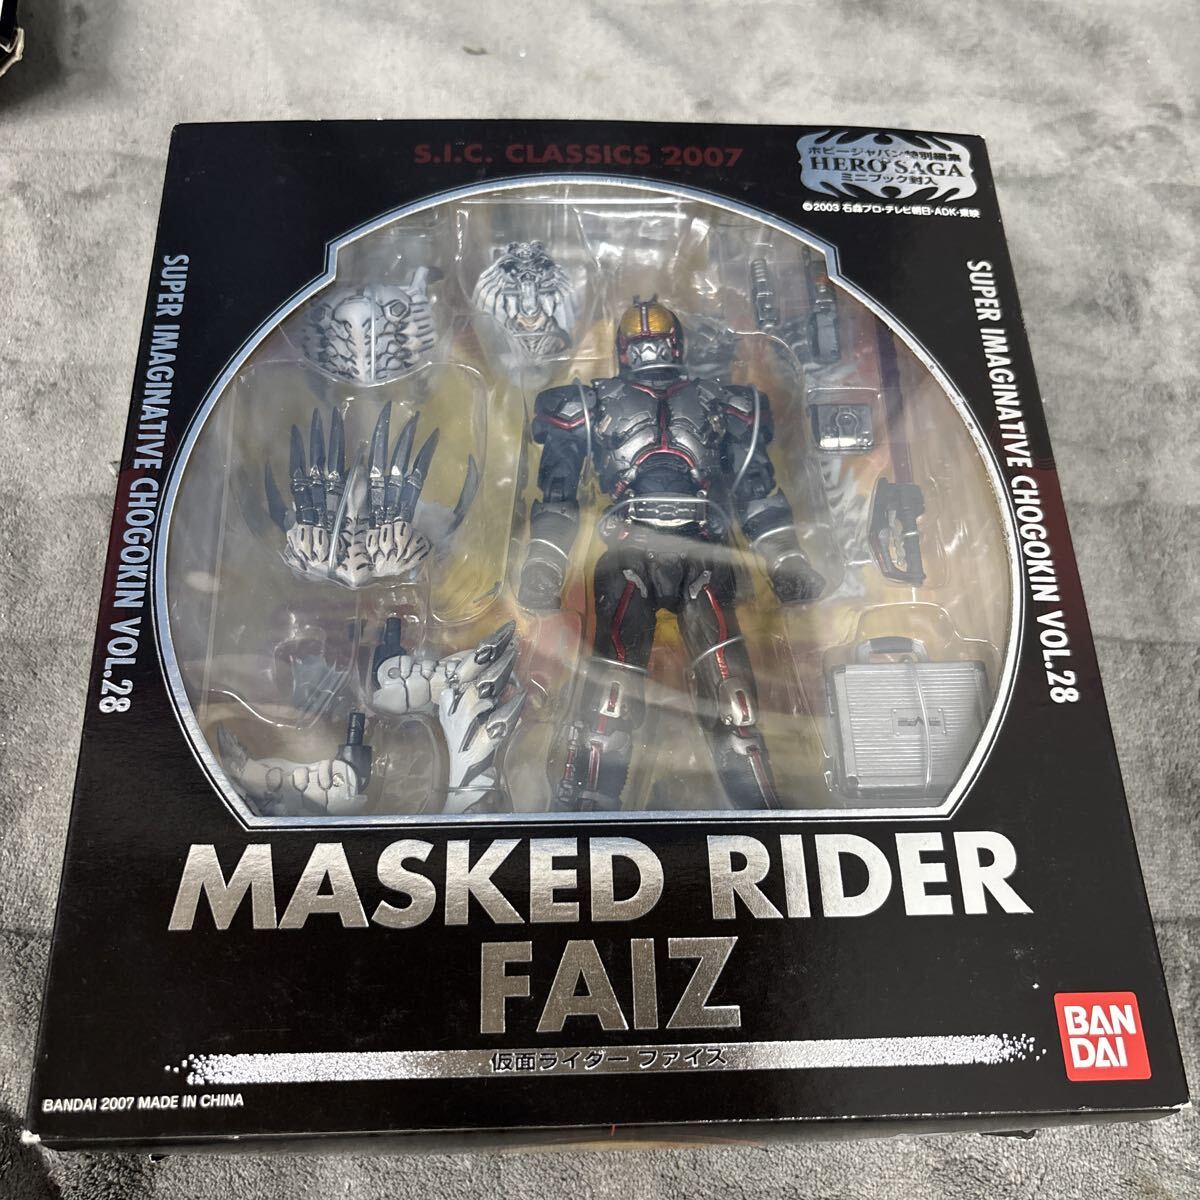 S.I.C. CLASSICS 2007
ホビージャパン特別編集
HERO SAGA
ミニブック封入
©2003 石森プロ・テレビ朝日・ADK・東映
SUPER IMAGINATIVE CHOGOKIN VOL.28
SUPER IMAGINATIVE CHOGOKIN VOL.28
MASKED RIDER
FAIZ
仮面ライダー ファイズ
BAN
DAI
BANDAI 2007 MADE IN CHINA